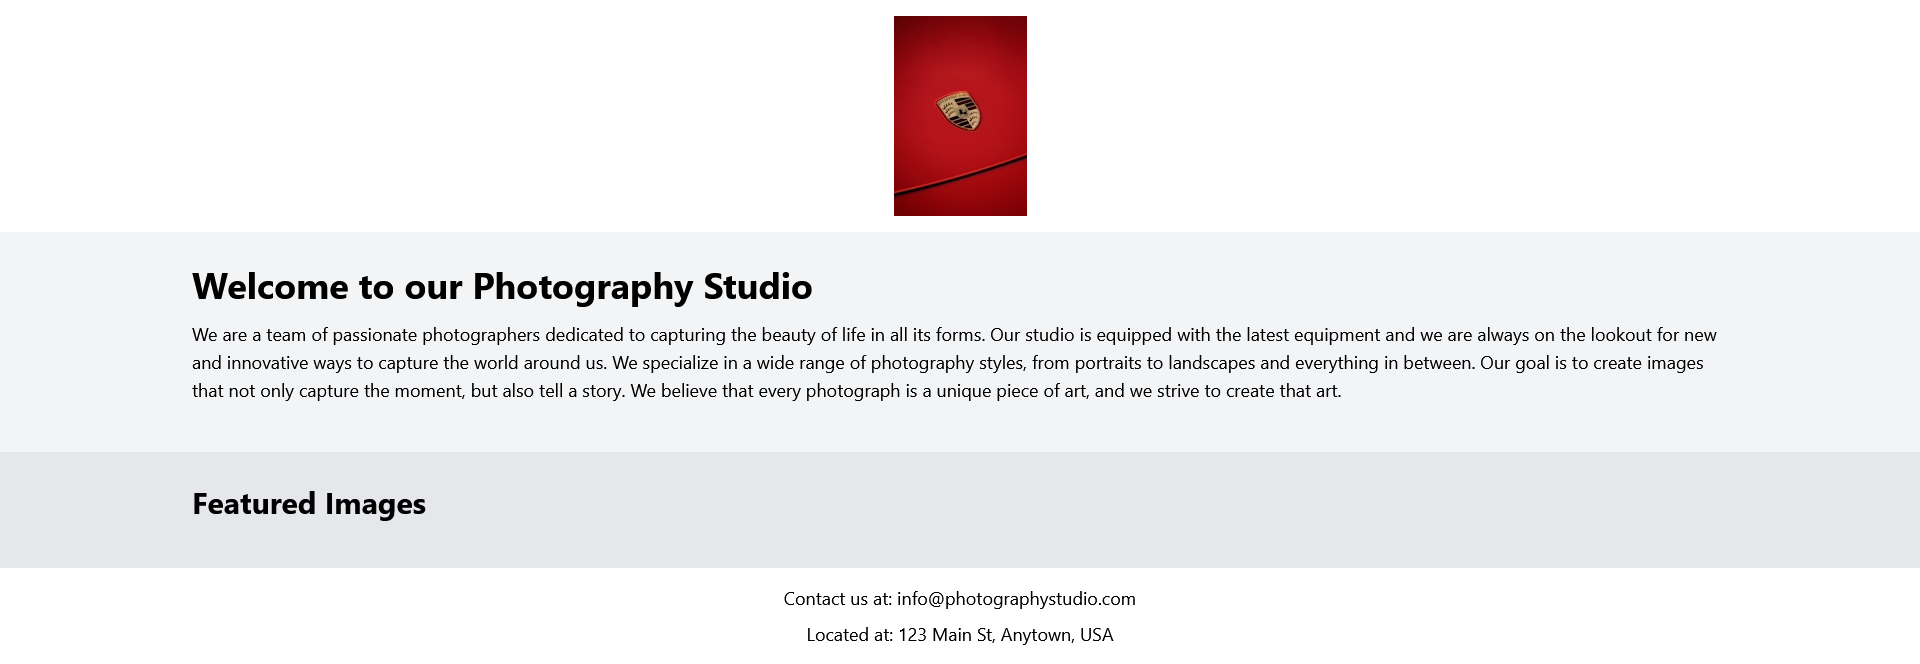 Welcome to our Photography Studio
We are a team of passionate photographers dedicated to capturing the beauty of life in all its forms. Our studio is equipped with the latest equipment and we are always on the lookout for new
and innovative ways to capture the world around us. We specialize in a wide range of photography styles, from portraits to landscapes and everything in between. Our goal is to create images
that not only capture the moment, but also tell a story. We believe that every photograph is a unique piece of art, and we strive to create that art.
Featured Images
Contact us at: info@photographystudio.com
Located at: 123 Main St, Anytown, USA